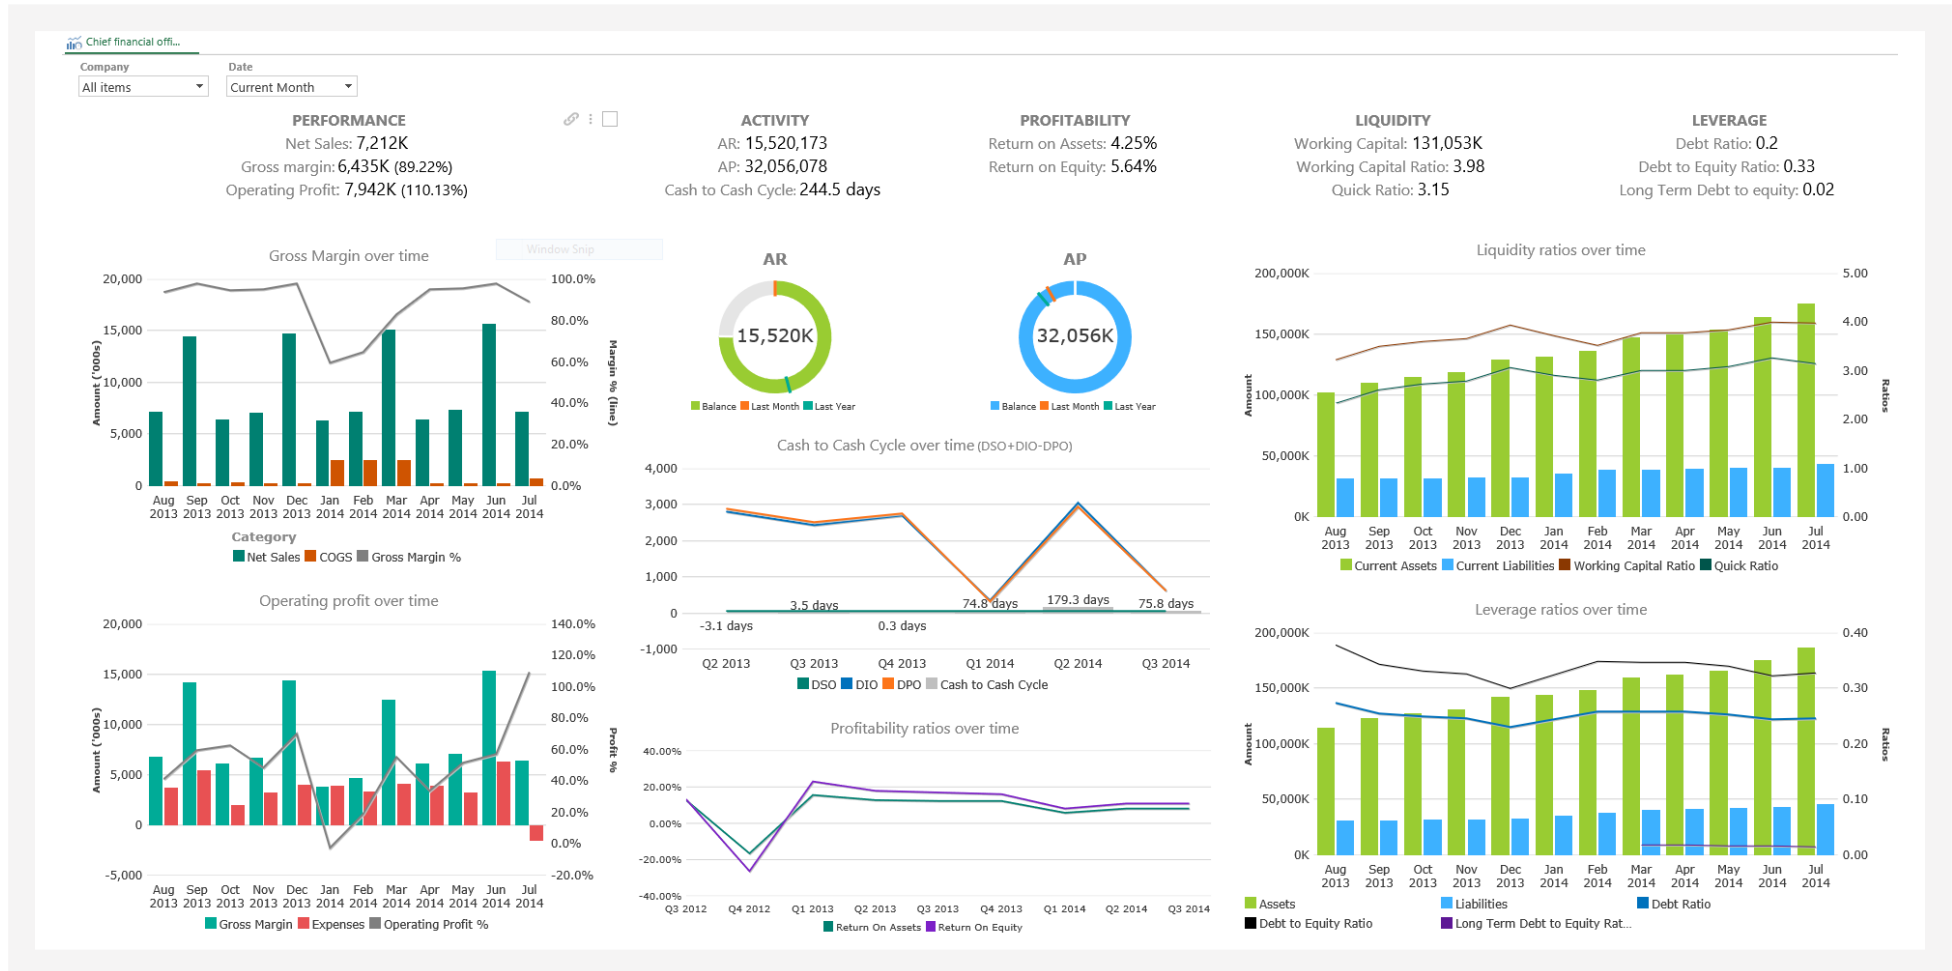 Chief financial offi...
Company
Date
All items
Current Month
PERFORMANCE
Net Sales: 7,212K
Gross margin: 6,435K (89.22%)
Operating Profit: 7,942K (110.13%)
ACTIVITY
AR: 15,520,173
AP: 32,056,078
Cash to Cash Cycle: 244.5 days
PROFITABILITY
Return on Assets: 4.25%
Return on Equity: 5.64%
LIQUIDITY
Working Capital: 131,053K
Working Capital Ratio: 3.98
Quick Ratio: 3.15
LEVERAGE
Debt Ratio: 0.2
Debt to Equity Ratio: 0.33
Long Term Debt to equity: 0.02
Window Snip
Gross Margin over time
20,000
15,000
10,000
5,000
0
Amount ('000s)
100.0%
80.0%
60.0%
40.0%
20.0%
0.0%
Margin % (line)
Aug Sep Oct Nov Dec Jan Feb Mar Apr May Jun Jul
2013 2013 2013 2013 2013 2014 2014 2014 2014 2014 2014 2014
Category
Net Sales COGS Gross Margin %
Operating profit over time
20,000
15,000
10,000
5,000
0
-5,000
Amount ('000s)
140.0%
120.0%
100.0%
80.0%
60.0%
40.0%
20.0%
0.0%
-20.0%
Profit %
Aug Sep Oct Nov Dec Jan Feb Mar Apr May Jun Jul
2013 2013 2013 2013 2013 2014 2014 2014 2014 2014 2014 2014
Gross Margin Expenses Operating Profit %
AR
15,520K
Balance Last Month Last Year
AP
32,056K
Balance Last Month Last Year
Cash to Cash Cycle over time (DSO+DIO-DPO)
4,000
3,000
2,000
1,000
0
-1,000
-3.1 days
3.5 days
0.3 days
74.8 days
179.3 days
75.8 days
Q2 2013 Q3 2013 Q4 2013 Q1 2014 Q2 2014 Q3 2014
DSO DIO DPO Cash to Cash Cycle
Profitability ratios over time
40.00%
20.00%
0.00%
-20.00%
-40.00%
Q3 2012 Q4 2012 Q1 2013 Q2 2013 Q3 2013 Q4 2013 Q1 2014 Q2 2014 Q3 2014
Return On Assets Return On Equity
Liquidity ratios over time
200,000K
150,000K
100,000K
50,000K
0K
Amount
5.00
4.00
3.00
2.00
1.00
0.00
Ratios
Aug Sep Oct Nov Dec Jan Feb Mar Apr May Jun Jul
2013 2013 2013 2013 2013 2014 2014 2014 2014 2014 2014 2014
Current Assets Current Liabilities Working Capital Ratio Quick Ratio
Leverage ratios over time
200,000K
150,000K
100,000K
50,000K
0K
Amount
0.40
0.30
0.20
0.10
0.00
Ratios
Aug Sep Oct Nov Dec Jan Feb Mar Apr May Jun Jul
2013 2013 2013 2013 2013 2014 2014 2014 2014 2014 2014 2014
Assets Liabilities Debt Ratio
Debt to Equity Ratio Long Term Debt to Equity Rat...